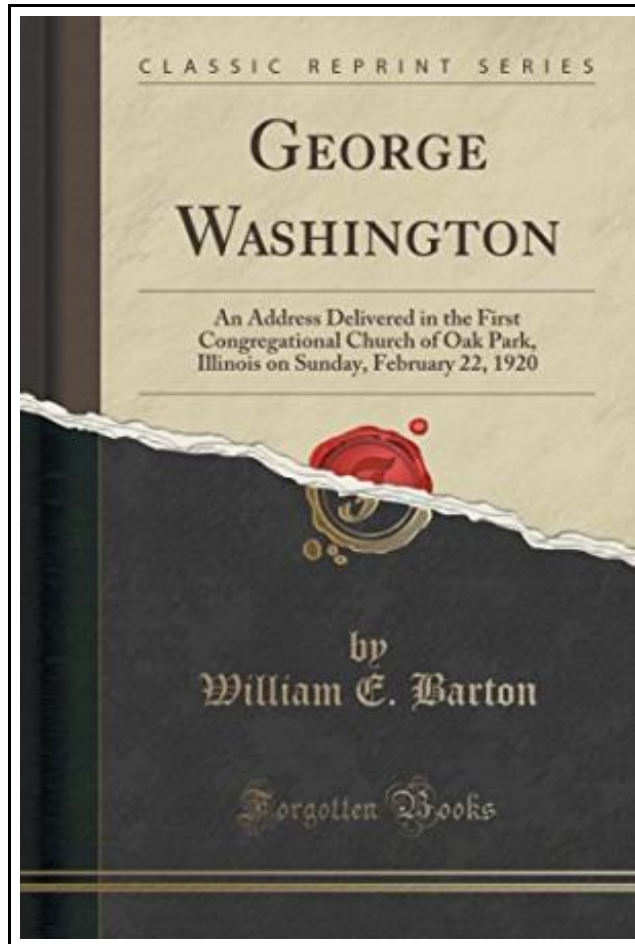 CLASSIC REPRINT SERIES
GEORGE
WASHINGTON
An Address Delivered in the First
Congregational Church of Oak Park,
Illinois on Sunday, February 22, 1920
by
William E. Barton
Forgotten Books